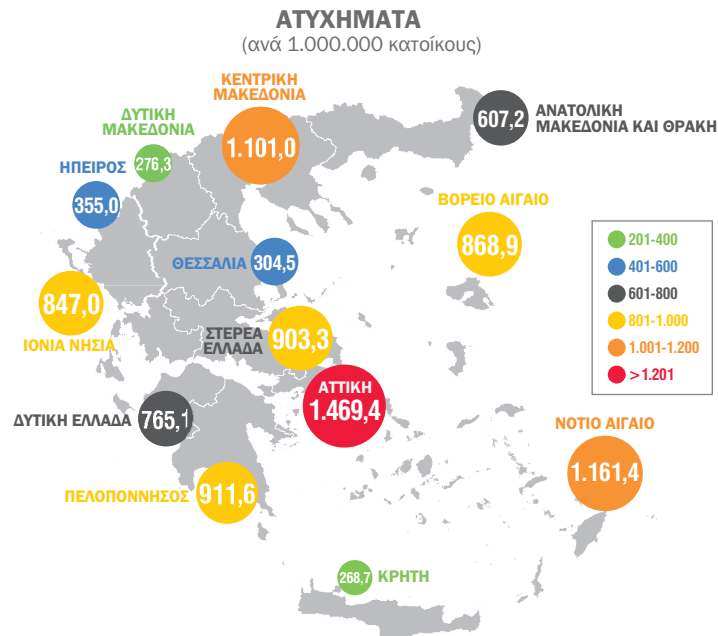 ΑΤΥΧΗΜΑΤΑ
(ανά 1.000.000 κατοίκους)
ΚΕΝΤΡΙΚΗ
ΜΑΚΕΔΟΝΙΑ
1.101,0
ΔΥΤΙΚΗ
ΜΑΚΕΔΟΝΙΑ
276,3
ΑΝΑΤΟΛΙΚΗ
ΜΑΚΕΔΟΝΙΑ ΚΑΙ ΘΡΑΚΗ
607,2
ΗΠΕΙΡΟΣ
355,0
ΒΟΡΕΙΟ ΑΙΓΑΙΟ
868,9
ΘΕΣΣΑΛΙΑ
304,5
847,0
ΙΟΝΙΑ ΝΗΣΙΑ
ΣΤΕΡΕΑ
ΕΛΛΑΔΑ
903,3
201-400
401-600
601-800
801-1.000
1.001-1.200
>1.201
ΑΤΤΙΚΗ
1.469,4
ΔΥΤΙΚΗ ΕΛΛΑΔΑ
765,1
ΝΟΤΙΟ ΑΙΓΑΙΟ
1.161,4
ΠΕΛΟΠΟΝΝΗΣΟΣ
911,6
268,7
ΚΡΗΤΗ